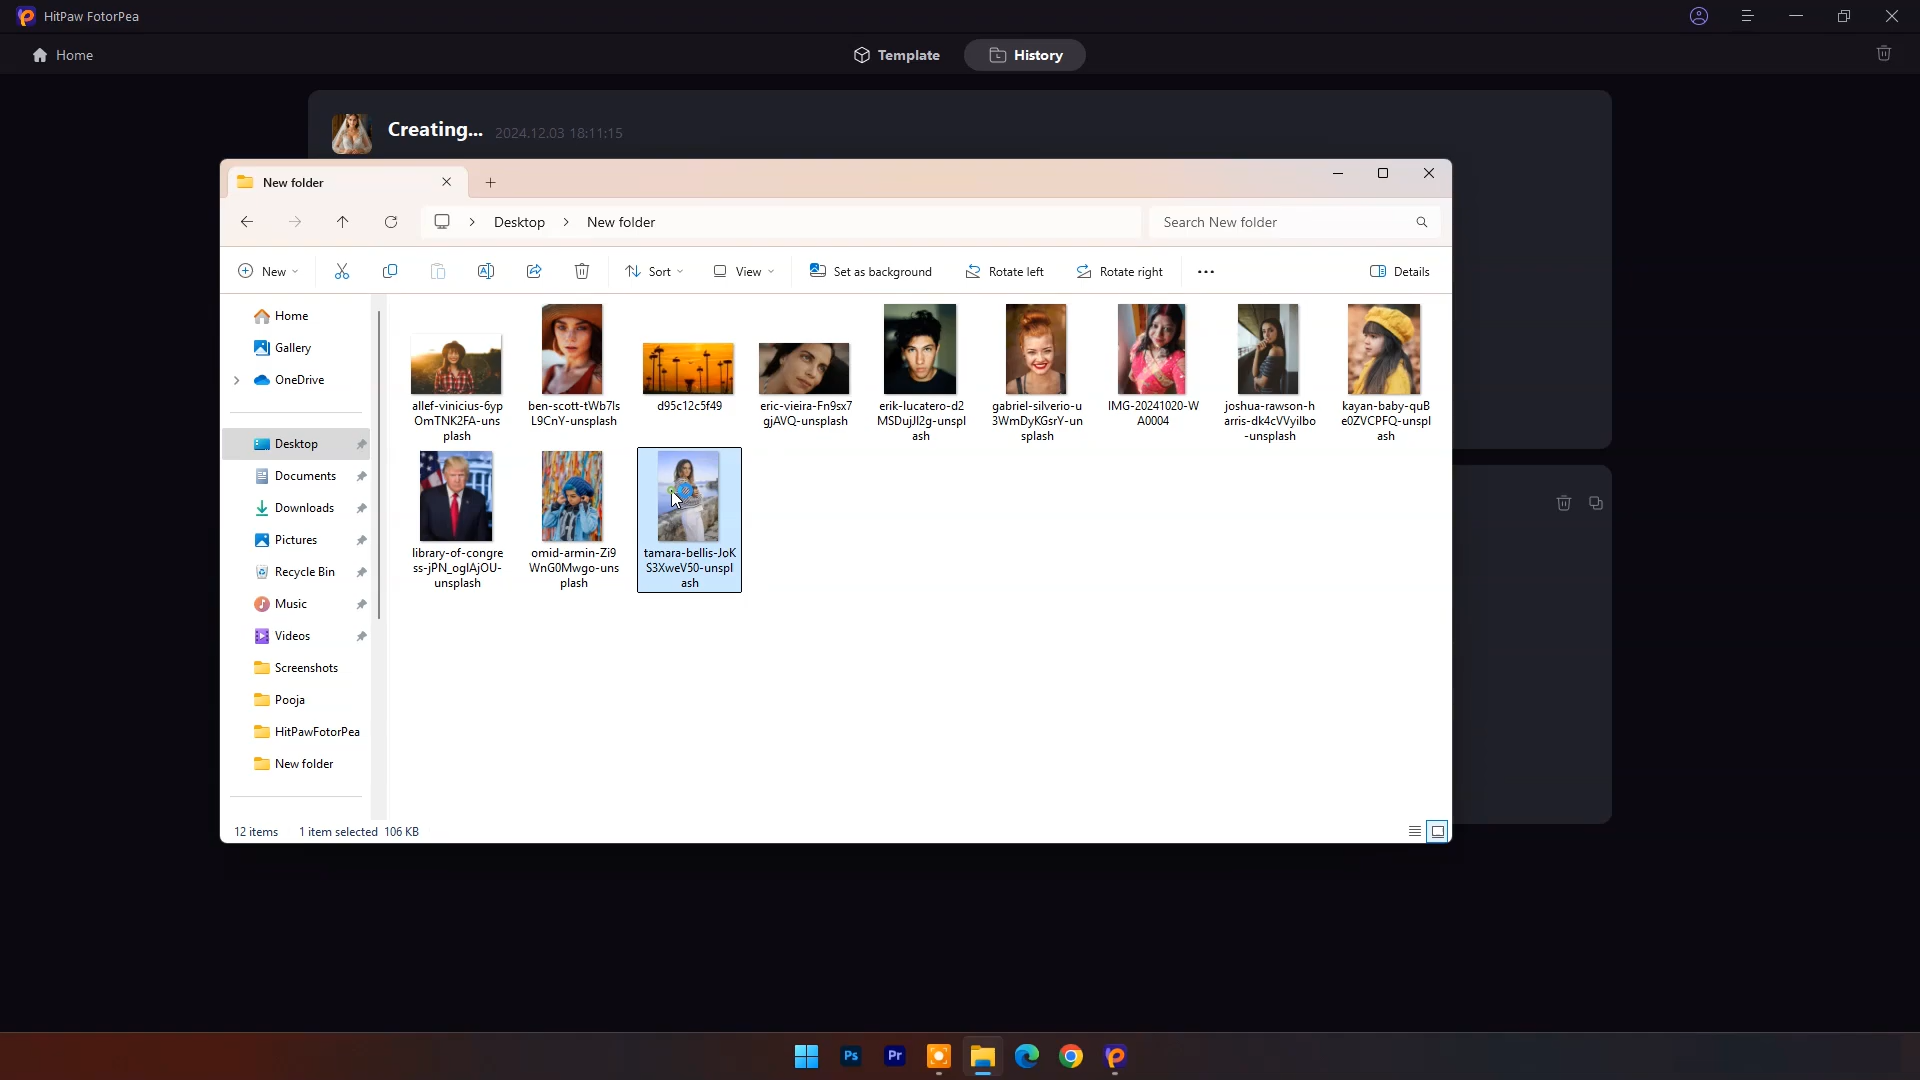 HitPaw FotorPea
Home
Template
History
Creating... 2024.12.03 18:11:15
New folder
Desktop > New folder
Search New folder
New
Sort
View
Set as background
Rotate left
Rotate right
Details
Home
Gallery
OneDrive
Desktop
Documents
Downloads
Pictures
Recycle Bin
Music
Videos
Screenshots
Pooja
HitPawFotorPea
New folder
allef-vinicius-6yp
OmTNK2FA-uns
plash
ben-scott-tWb7ls
L9CnY-unsplash
d95c12c5f49
eric-vieira-Fn9sx7
gjAVQ-unsplash
erik-lucatero-d2
MSDujJl2g-unspl
ash
gabriel-silverio-u
3WmDyKGsrY-un
splash
IMG-20241020-W
A0004
joshua-rawson-h
arris-dk4cVVyilbo
-unsplash
kayan-baby-quB
e0ZVCPFQ-unspl
ash
library-of-congre
ss-jPN_oglAjOU-
unsplash
omid-armin-Zi9
WnG0Mwgo-uns
plash
tamara-bellis-JoK
S3XweV50-unspl
ash
12 items 1 item selected 106 KB
Ps
Pr